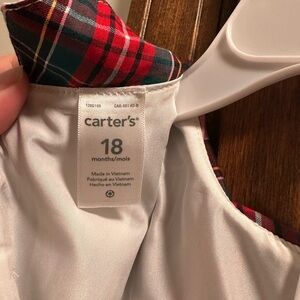 carter's®
18
months/mois
Made in Vietnam
Fabriqué au Vietnam
Hecho en Vietnam